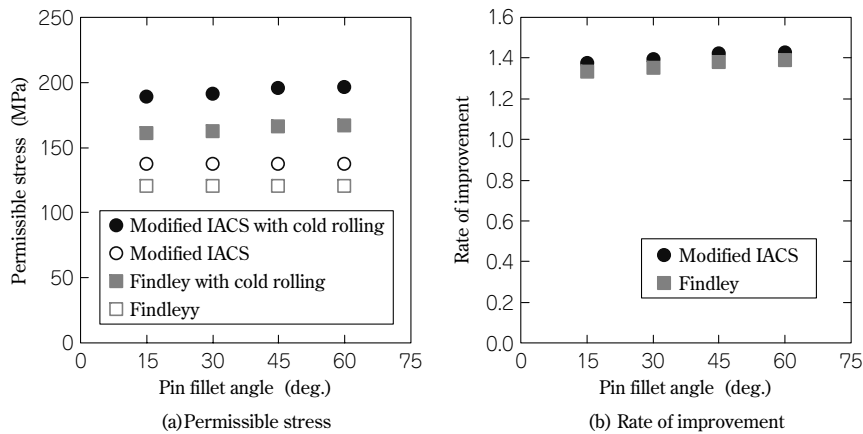 250
200
150
100
50
0
0
15
30
45
60
75
Permissible stress (MPa)
Modified IACS with cold rolling
Modified IACS
Findley with cold rolling
Findleyy
Pin fillet angle (deg.)
(a)Permissible stress
1.6
1.4
1.2
1.0
0.8
0.6
0.4
0.2
0.0
0
15
30
45
60
75
Rate of improvement
Modified IACS
Findley
Pin fillet angle (deg.)
(b) Rate of improvement